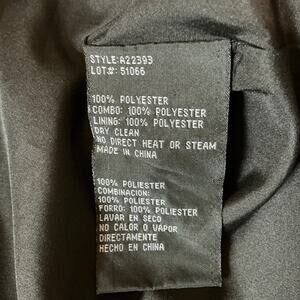 STYLE:A22393
LOT#: 51066
100% POLYESTER
COMBO: 100% POLYESTER
LINING: 100% POLYESTER
DRY CLEAN
NO DIRECT HEAT OR STEAM
MADE IN CHINA
100% POLIESTER
COMBINACION:
100% POLIESTER
FORRO: 100% POLIESTER
LAVAR EN SECO
NO CALOR O VAPOR
DIRECTAMENTE
HECHO EN CHINA